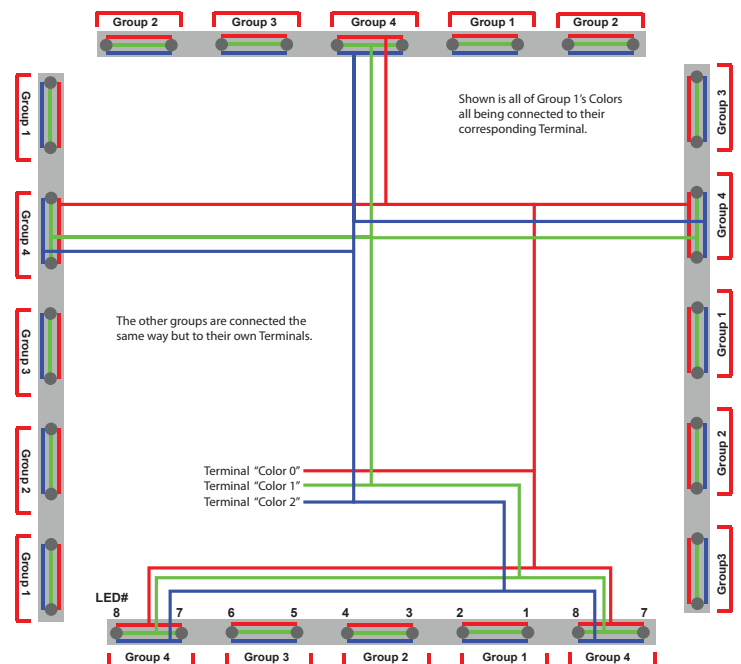 Group 2
Group 3
Group 4
Group 1
Group 2
Group 1
Group 4
Group 3
Group 2
Group 1
Shown is all of Group 1's Colors
all being connected to their
corresponding Terminal.
Group 3
Group 4
Group 1
Group 2
Group3
The other groups are connected the
same way but to their own Terminals.
Terminal "Color 0"
Terminal "Color 1"
Terminal "Color 2"
LED#
8 7 6 5 4 3 2 1 8 7
Group 4
Group 3
Group 2
Group 1
Group 4